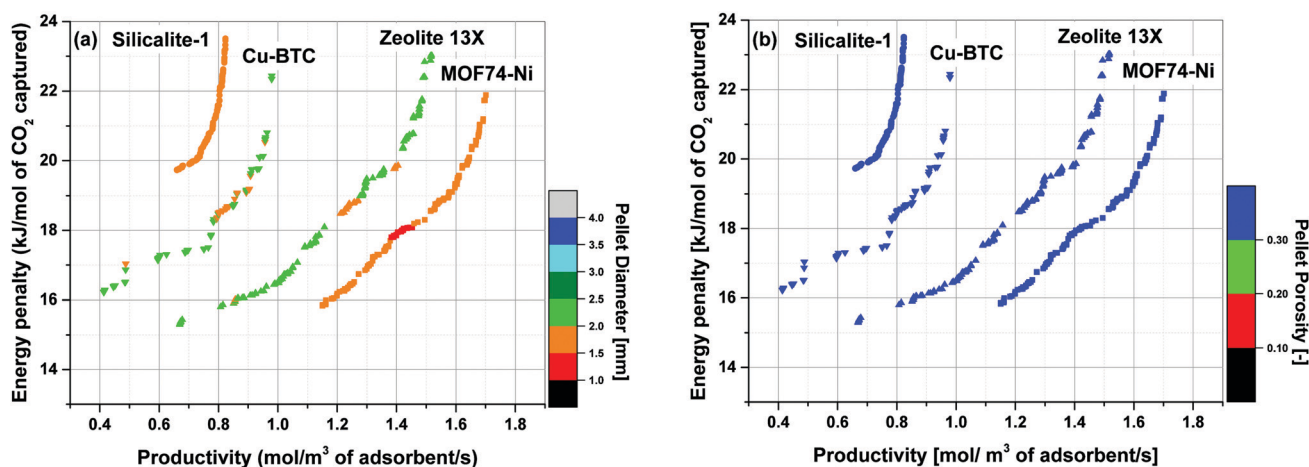 (a)
Silicalite-1
Cu-BTC
Zeolite 13X
MOF74-Ni
Energy penalty (kJ/mol of CO2 captured)
24
22
20
18
16
14
0.4 0.6 0.8 1.0 1.2 1.4 1.6 1.8
Productivity (mol/m³ of adsorbent/s)
4.0
3.5
3.0
2.5
2.0
1.5
1.0
Pellet Diameter [mm]
(b)
Silicalite-1
Cu-BTC
Zeolite 13X
MOF74-Ni
Energy penalty [kJ/mol of CO2 captured]
24
22
20
18
16
14
0.4 0.6 0.8 1.0 1.2 1.4 1.6 1.8
Productivity [mol/ m³ of adsorbent/s]
0.30
0.20
0.10
Pellet Porosity [-]